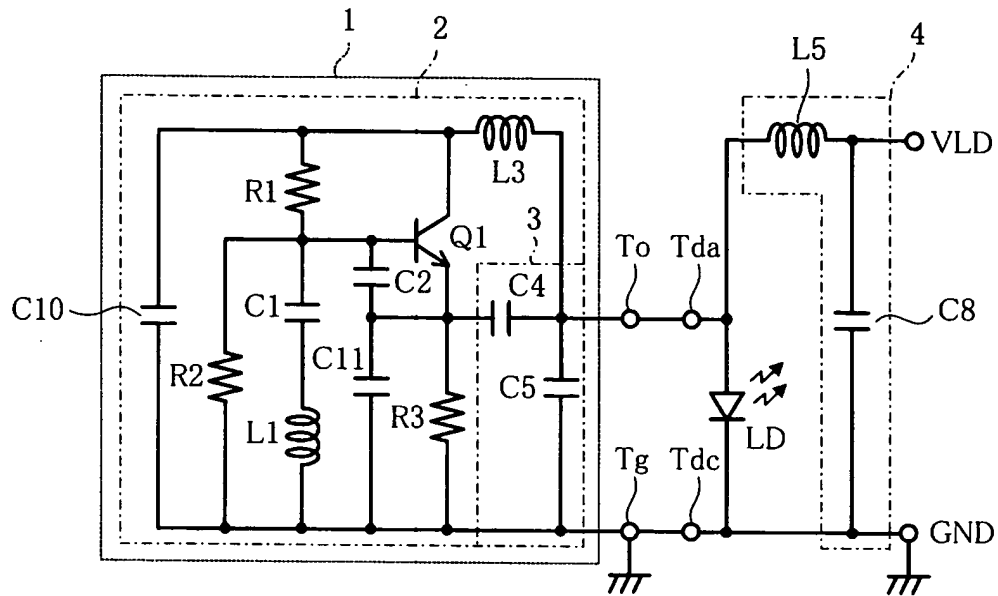 1
2
L5
4
VLD
L3
R1
3
Q1
To
Tda
C2
C4
C10
C1
C8
C11
R2
C5
R3
L1
LD
Tg
Tdc
GND